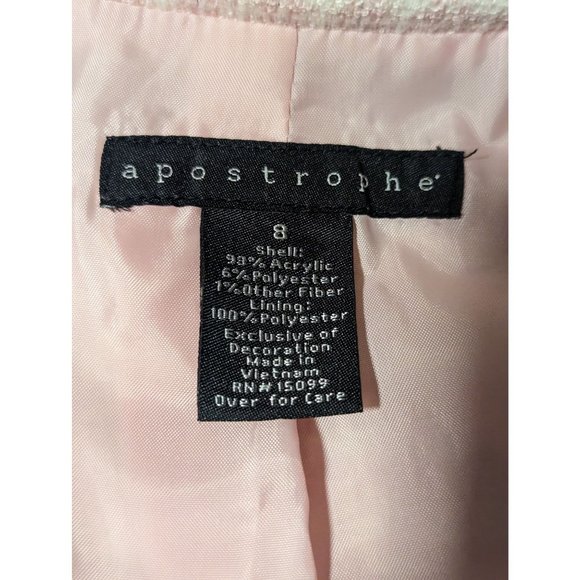 apostrophe
8
Shell:
93% Acrylic
6% Polyester
1% Other Fiber
Lining:
100% Polyester
Exclusive of
Decoration
Made in
Vietnam
RN# 15099
Over for Care